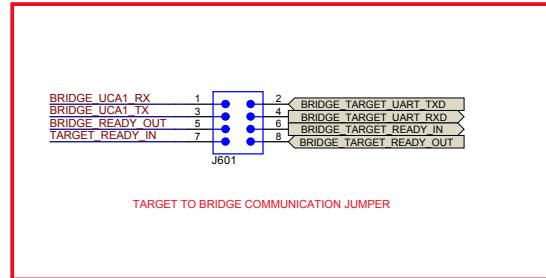 BRIDGE_UCA1_RX 1 2 BRIDGE_TARGET_UART_TXD
BRIDGE_UCA1_TX 3 4 BRIDGE_TARGET_UART_RXD
BRIDGE_READY_OUT 5 6 BRIDGE_TARGET_READY_IN
TARGET_READY_IN 7 8 BRIDGE_TARGET_READY_OUT
J601
TARGET TO BRIDGE COMMUNICATION JUMPER